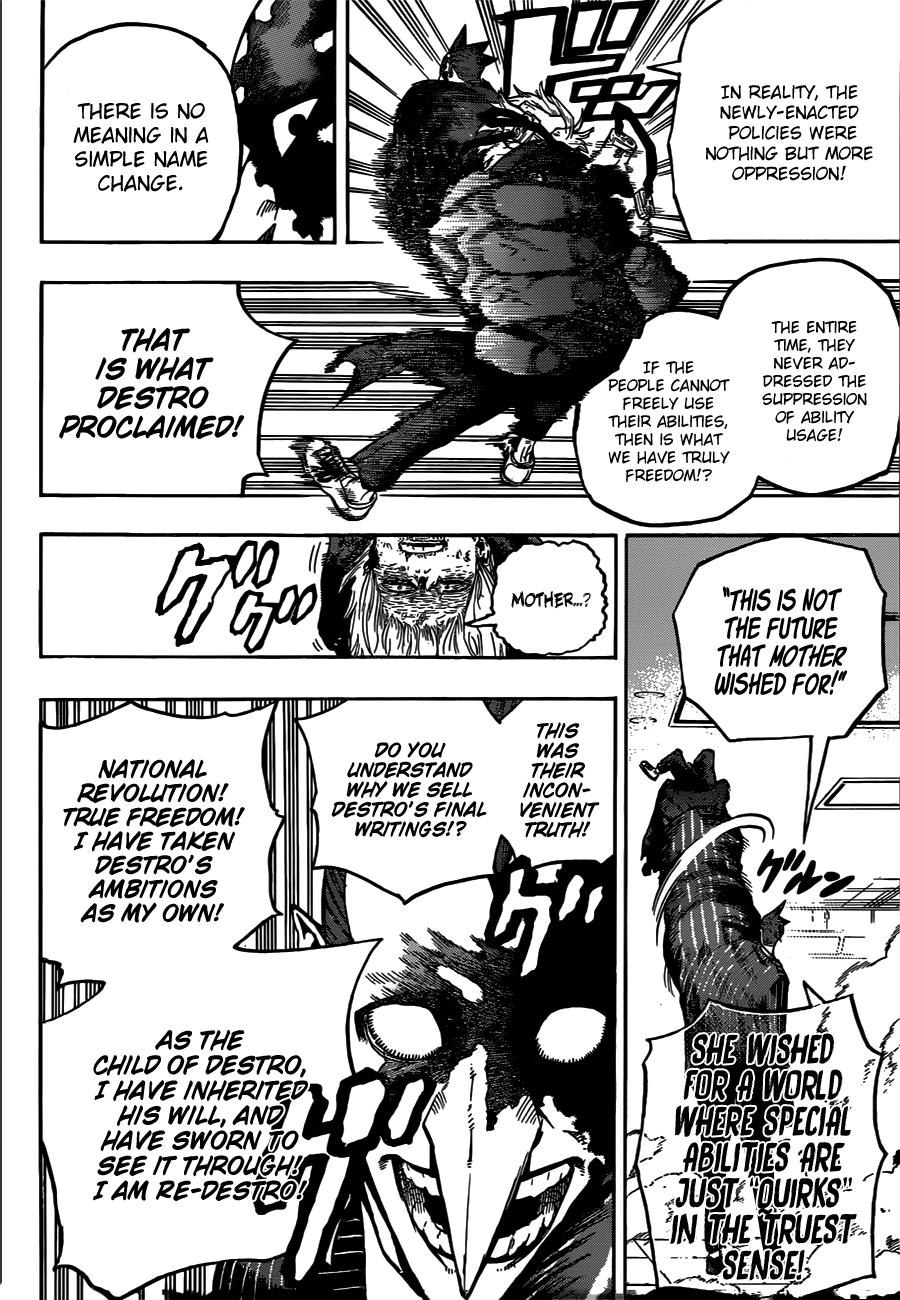 IN REALITY, THE
NEWLY-ENACTED
POLICIES WERE
NOTHING BUT MORE
OPPRESSION!
THERE IS NO
MEANING IN A
SIMPLE NAME
CHANGE.
THE ENTIRE
TIME, THEY
NEVER AD-
DRESSED THE
SUPPRESSION
OF ABILITY
USAGE!
IF THE
PEOPLE CANNOT
FREELY USE
THEIR ABILITIES,
THEN IS WHAT
WE HAVE TRULY
FREEDOM!?
THAT
IS WHAT
DESTRO
PROCLAIMED!
"THIS IS NOT
THE FUTURE
THAT MOTHER
WISHED FOR!"
グルン
SHE WISHED
FOR A WORLD
WHERE SPECIAL
ABILITIES ARE
JUST "QUIRKS"
IN THE TRUEST
SENSE!
MOTHER...?
ググ
THIS
WAS
THEIR
INCON-
VENIENT
TRUTH!
DO YOU
UNDERSTAND
WHY WE SELL
DESTRO'S FINAL
WRITINGS!?
グ
NATIONAL
REVOLUTION!
TRUE FREEDOM!
I HAVE TAKEN
DESTRO'S
AMBITIONS
AS MY OWN!
AS THE
CHILD OF DESTRO,
I HAVE INHERITED
HIS WILL, AND
HAVE SWORN TO
SEE IT THROUGH!
I AM RE-DESTRO!